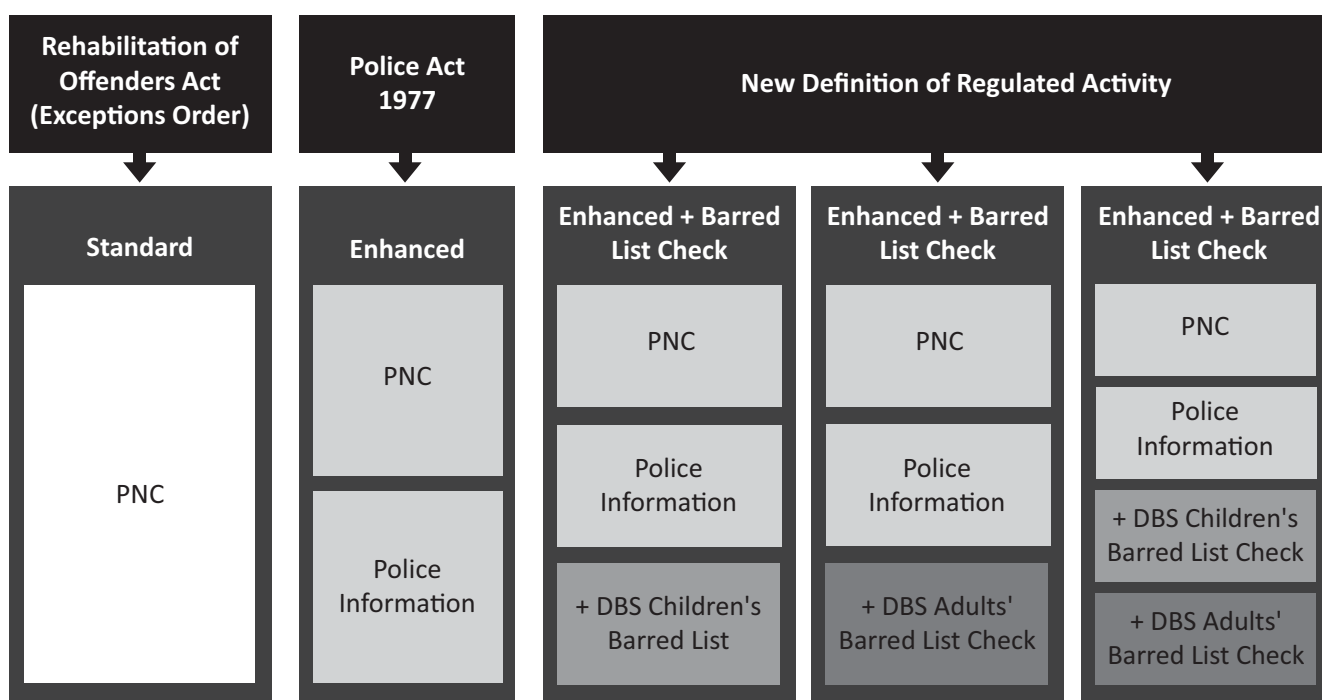 Rehabilitation of
Offenders Act
(Exceptions Order)
Police Act
1977
New Definition of Regulated Activity
Standard
PNC
Enhanced
PNC
Police
Information
Enhanced + Barred
List Check
PNC
Police
Information
+ DBS Children's
Barred List
Enhanced + Barred
List Check
PNC
Police
Information
+ DBS Adults'
Barred List Check
Enhanced + Barred
List Check
PNC
Police
Information
+ DBS Children's
Barred List Check
+ DBS Adults'
Barred List Check